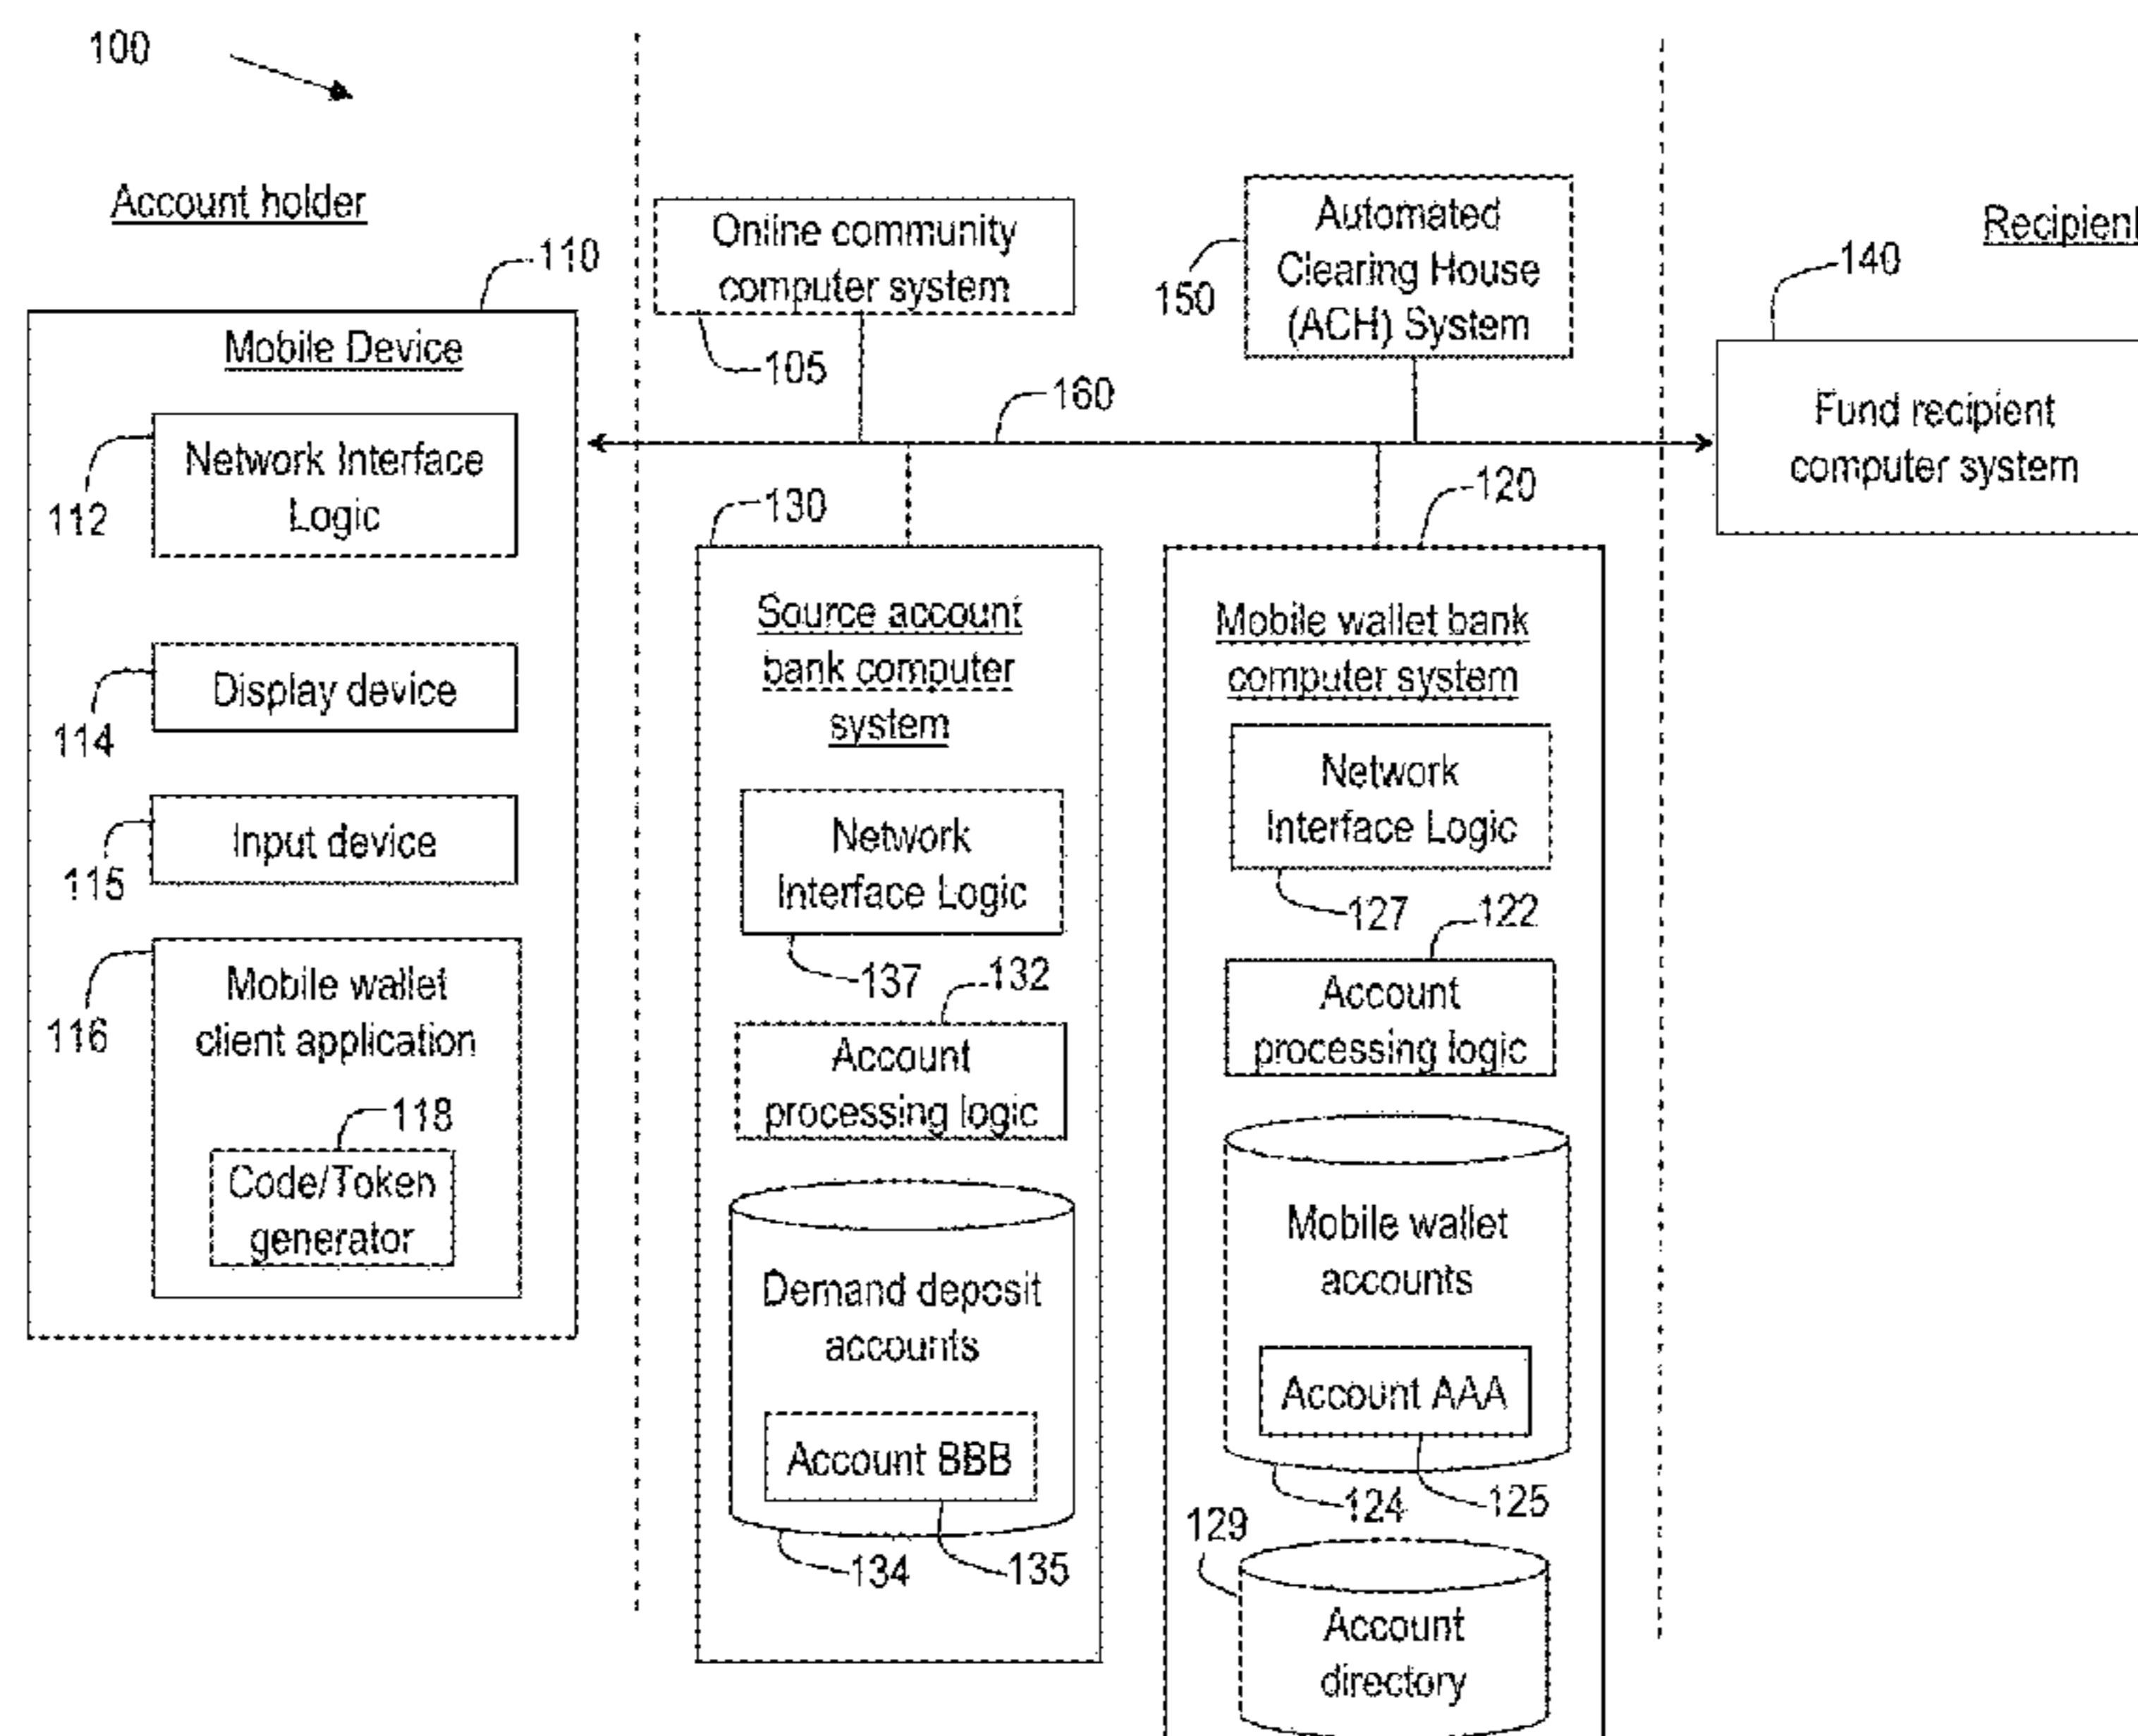 100
Account holder
110
Mobile Device
Network Interface
Logic
112
Display device
114
Input device
115
Mobile wallet
client application
116
118
Code/Token
generator
Online community
computer system
105
Automated
Clearing House
(ACH) System
150
160
130
Source account
bank computer
system
Network
Interface Logic
137
132
Account
processing logic
Demand deposit
accounts
Account BBB
134
135
120
Mobile wallet bank
computer system
Network
Interface Logic
127
122
Account
processing logic
Mobile wallet
accounts
Account AAA
124
125
129
Account
directory
Recipient
140
Fund recipient
computer system